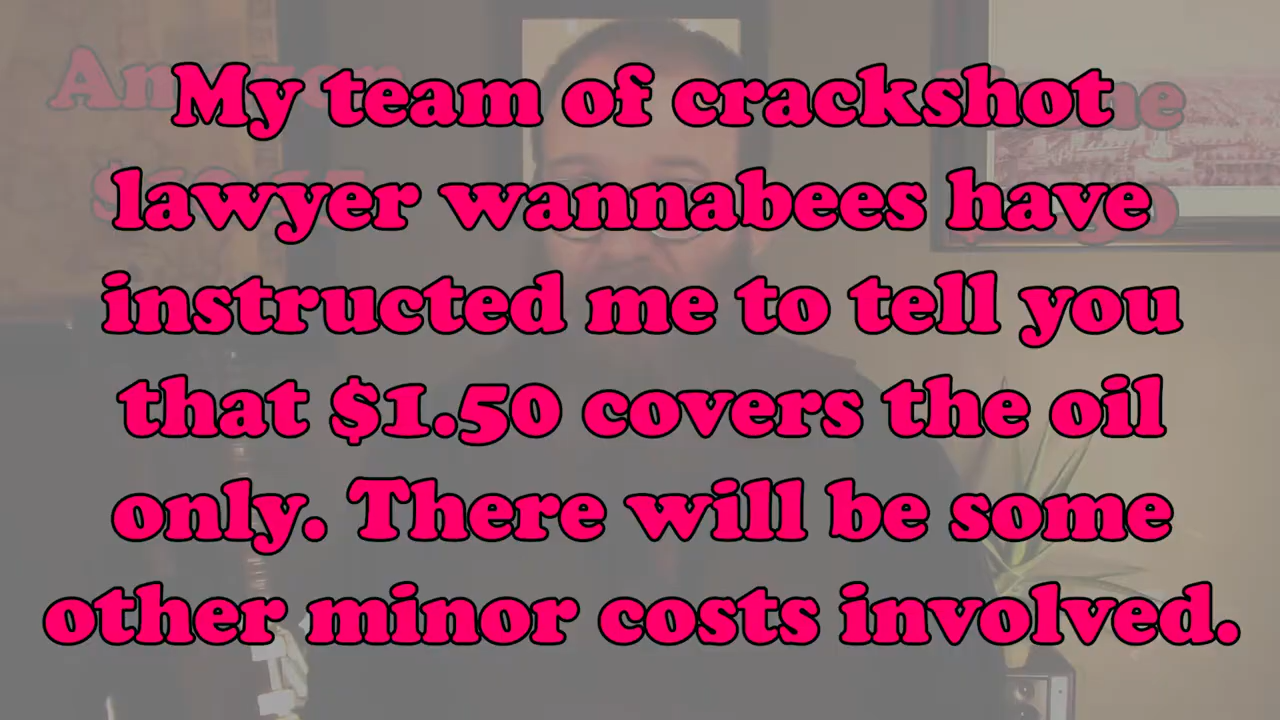 Amazon
My team of crackshot
lawyer wannabees have
instructed me to tell you
that $1.50 covers the oil
only. There will be some
other minor costs involved.